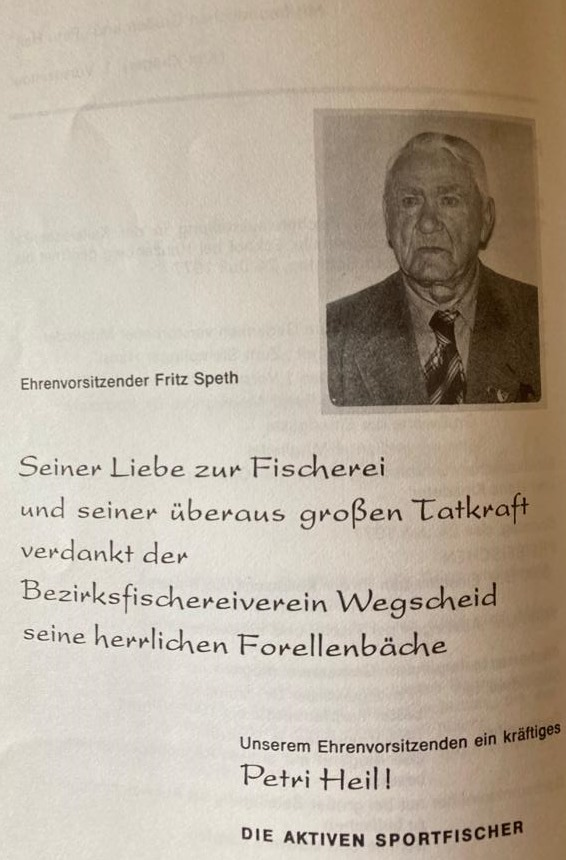 Ehrenvorsitzender Fritz Speth
Seiner Liebe zur Fischerei
und seiner überaus großen Tatkraft
verdankt der
Bezirksfischereiverein Wegscheid
seine herrlichen Forellenbäche
Unserem Ehrenvorsitzenden ein kräftiges
Petri Heil!
DIE AKTIVEN SPORTFISCHER